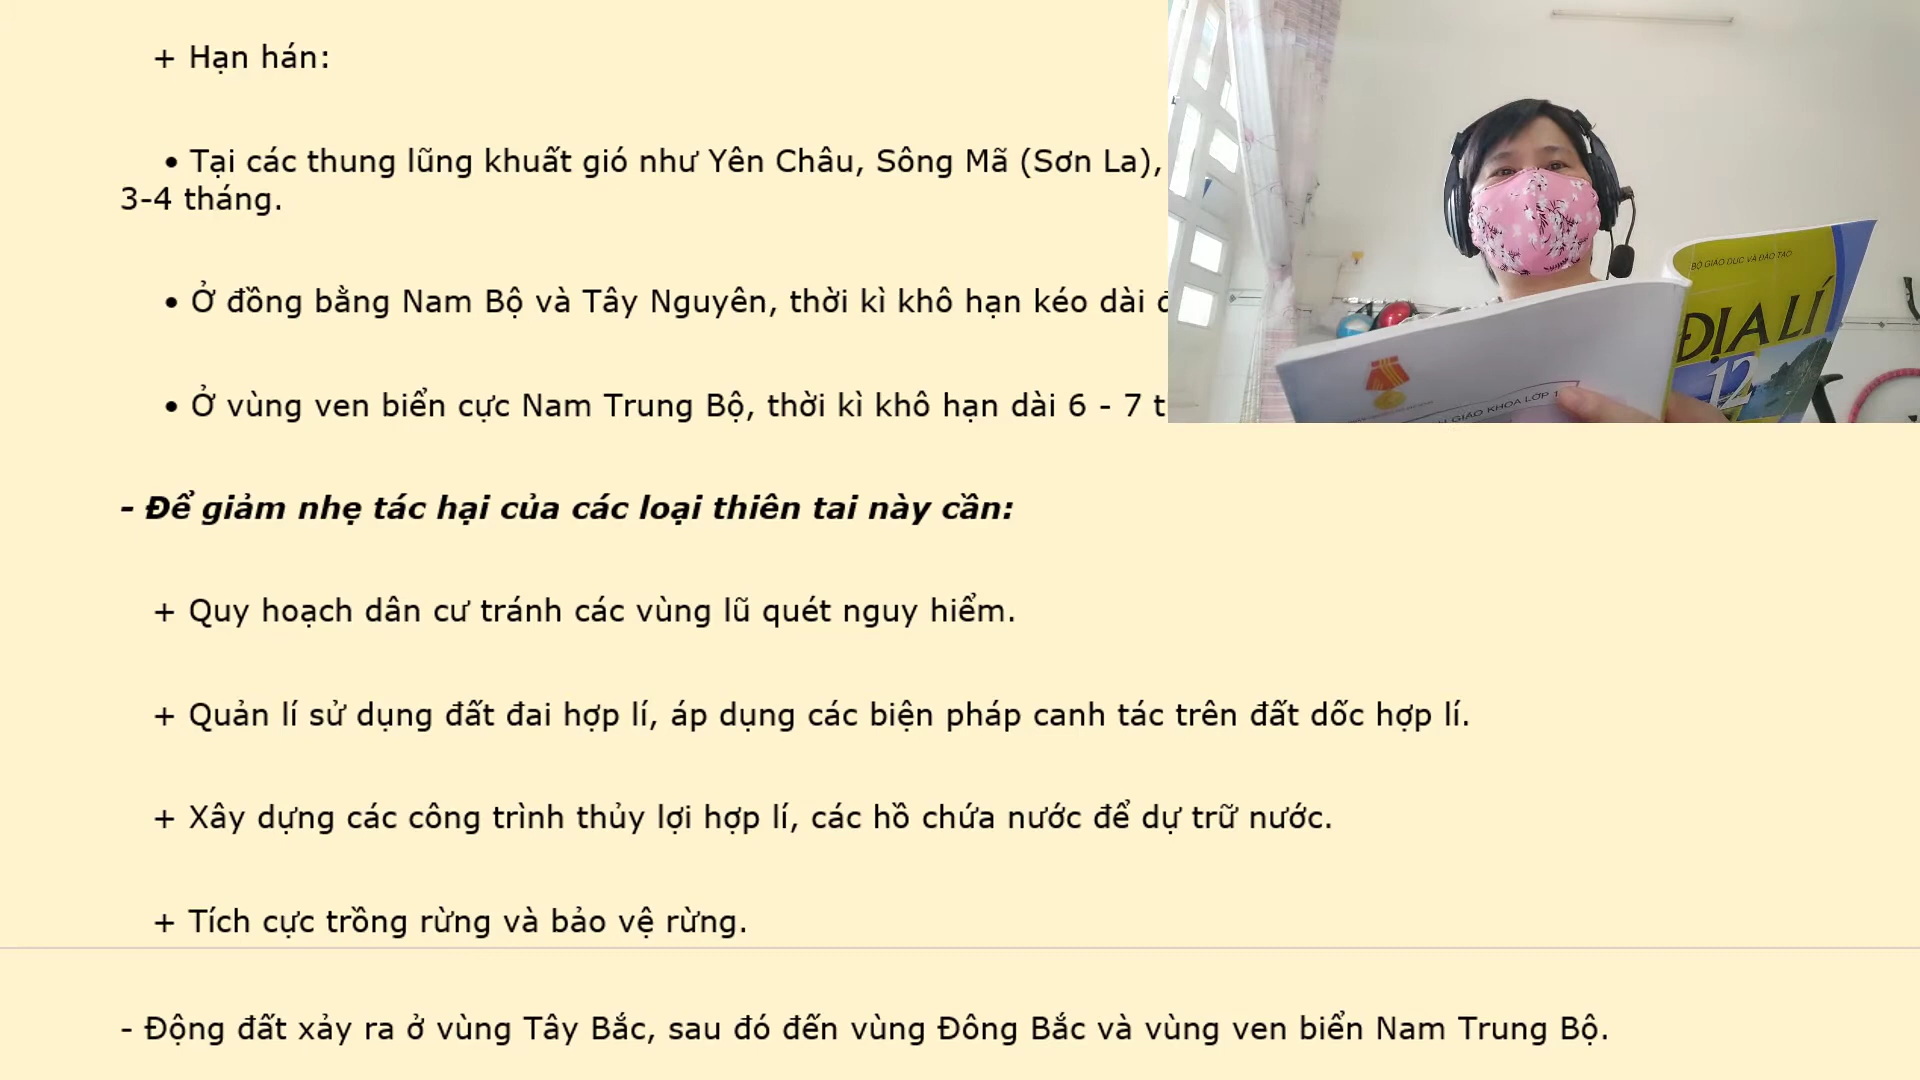 + Hạn hán:
• Tại các thung lũng khuất gió như Yên Châu, Sông Mã (Sơn La),
3-4 tháng.
• Ở đồng bằng Nam Bộ và Tây Nguyên, thời kì khô hạn kéo dài
• Ở vùng ven biển cực Nam Trung Bộ, thời kì khô hạn dài 6 - 7
- Để giảm nhẹ tác hại của các loại thiên tai này cần:
+ Quy hoạch dân cư tránh các vùng lũ quét nguy hiểm.
+ Quản lí sử dụng đất đai hợp lí, áp dụng các biện pháp canh tác trên đất dốc hợp lí.
+ Xây dựng các công trình thủy lợi hợp lí, các hồ chứa nước để dự trữ nước.
+ Tích cực trồng rừng và bảo vệ rừng.
- Động đất xảy ra ở vùng Tây Bắc, sau đó đến vùng Đông Bắc và vùng ven biển Nam Trung Bộ.
BỘ GIÁO DỤC VÀ ĐÀO TẠO
ĐỊA LÍ
12
GIÁO KHOA LỚP